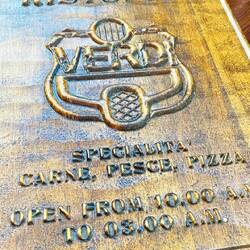 VERDI
SPECIALITA
CARNE, PESCE, PIZZA
OPEN FROM 10.00 A.
TO 03.00 A.M.